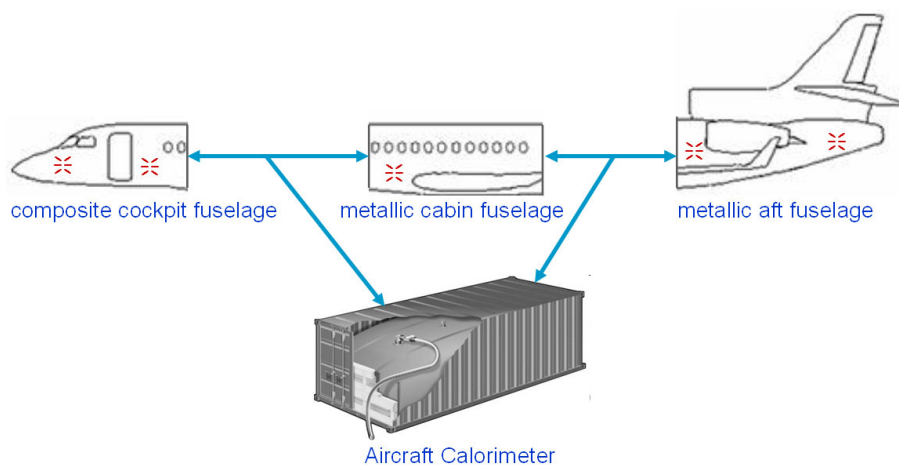 composite cockpit fuselage
metallic cabin fuselage
metallic aft fuselage
Aircraft Calorimeter